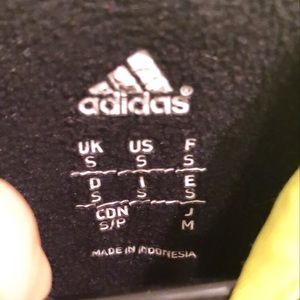 adidas
UK US F
S S S
D I E
S S S
CDN J
S/P M
MADE IN INDONESIA